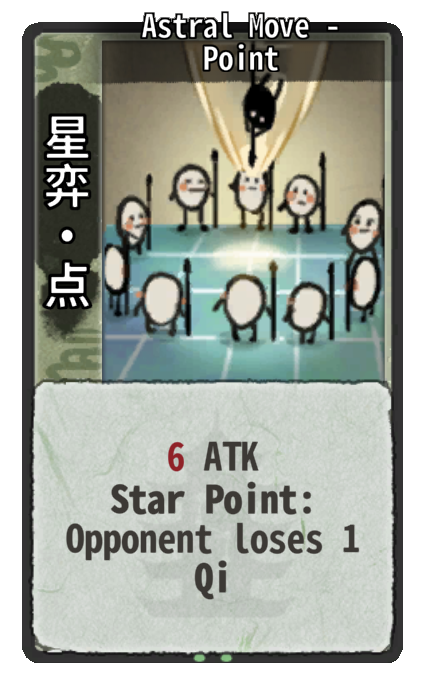 Astral Move -
Point
星弈·点
6 ATK
Star Point:
Opponent loses 1
Qi